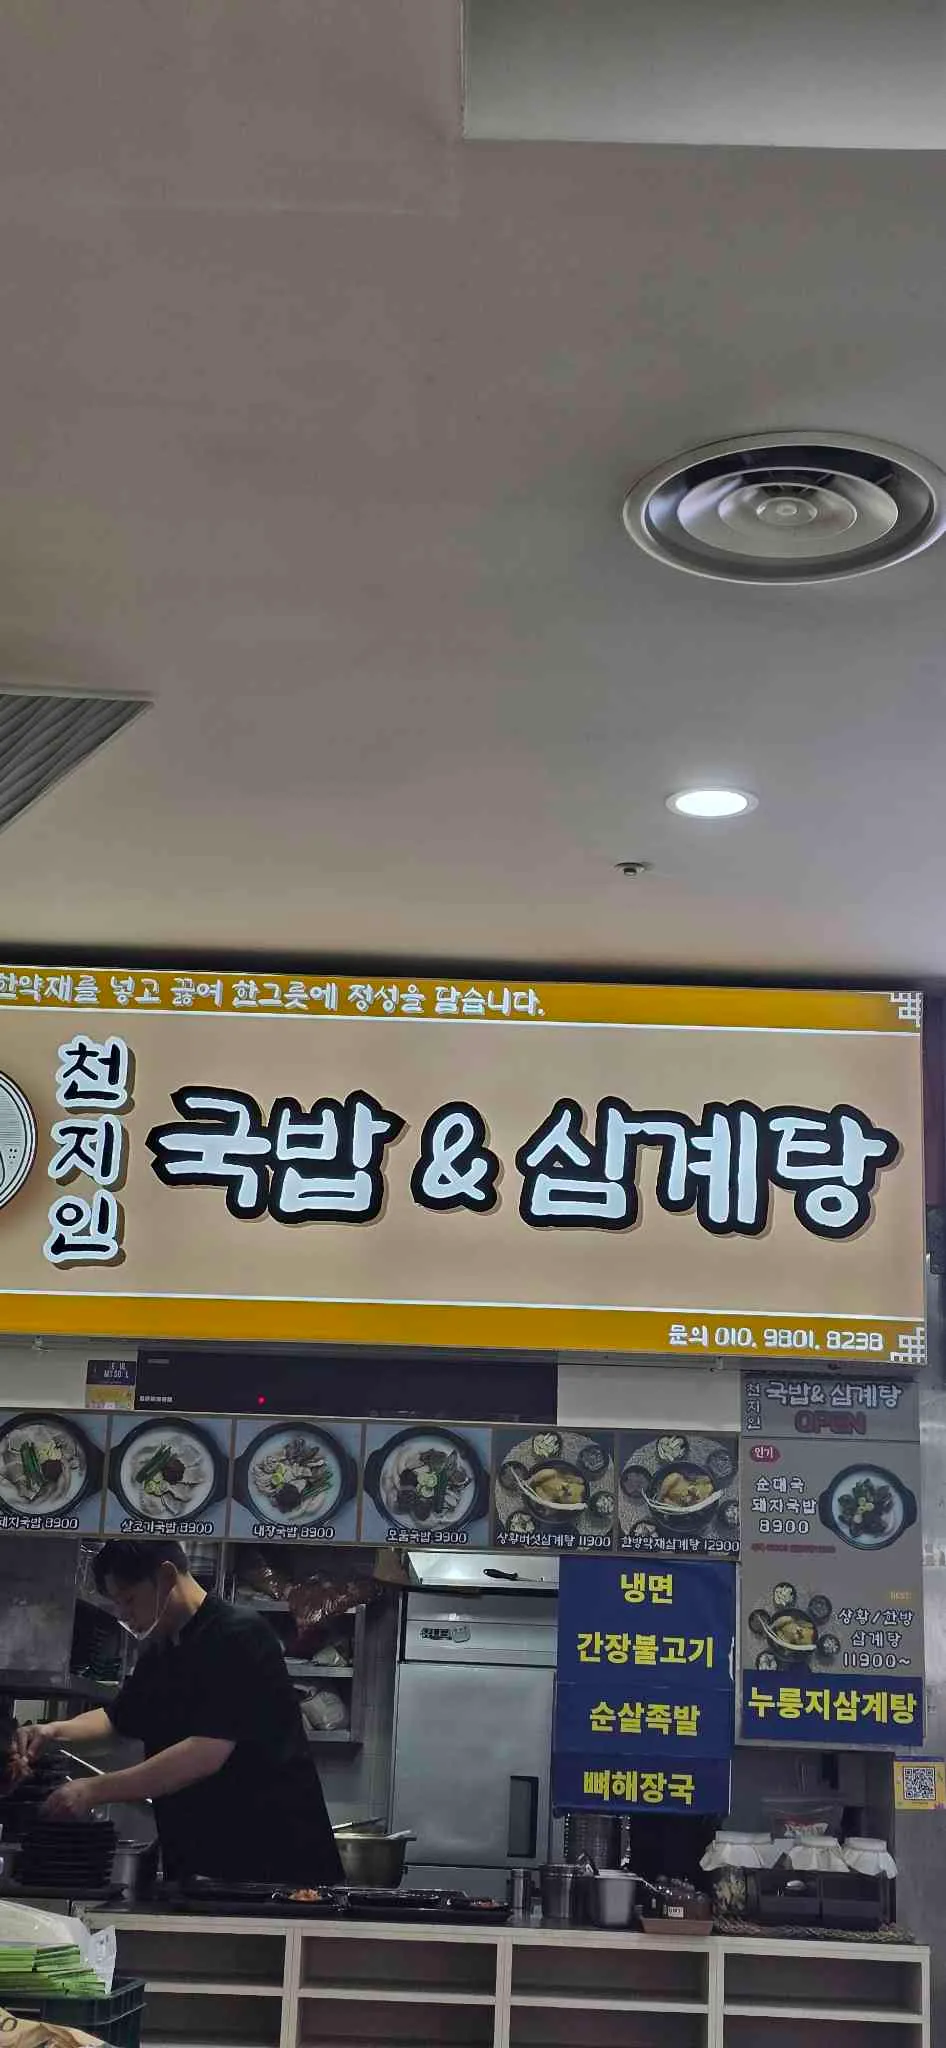 한약재를 넣고 끓여 한그릇에 정성을 담습니다.
천지인
국밥 & 삼계탕
문의 010. 9801. 8238
돼지국밥 8900
살코기국밥 8900
내장국밥 8900
모둠국밥 9900
상황버섯삼계탕 11900
한방약재삼계탕 12900
천지인 국밥& 삼계탕
OPEN
인기
순대국
돼지국밥
8900
BEST
상황/한방
삼계탕
11900~
누룽지삼계탕
냉면
간장불고기
순살족발
뼈해장국